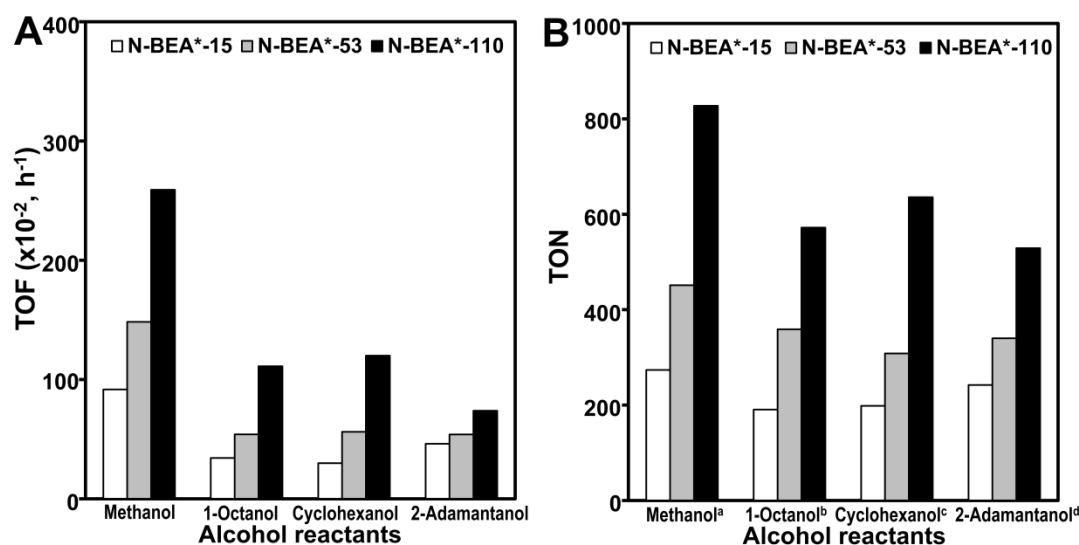 A
N-BEA*-15 N-BEA*-53 N-BEA*-110
400
300
200
100
0
TOF (x10⁻², h⁻¹)
Methanol 1-Octanol Cyclohexanol 2-Adamantanol
Alcohol reactants
B
N-BEA*-15 N-BEA*-53 N-BEA*-110
1000
800
600
400
200
0
TON
Methanolᵃ 1-Octanolᵇ Cyclohexanolᶜ 2-Adamantanolᵈ
Alcohol reactants